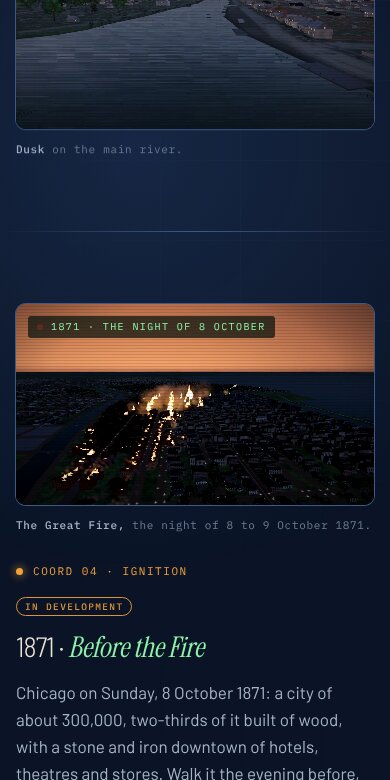 Dusk on the main river.
1871 · THE NIGHT OF 8 OCTOBER
The Great Fire, the night of 8 to 9 October 1871.
COORD 04 · IGNITION
IN DEVELOPMENT
1871 · Before the Fire
Chicago on Sunday, 8 October 1871: a city of
about 300,000, two-thirds of it built of wood,
with a stone and iron downtown of hotels,
theatres and stores. Walk it the evening before,